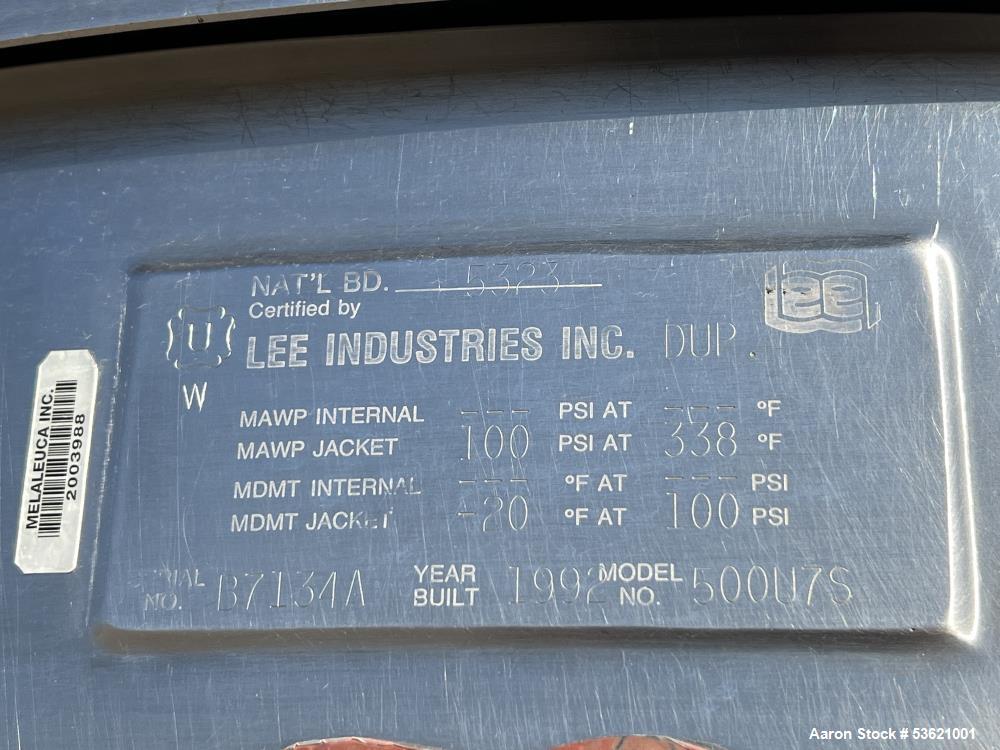 NAT'L BD. 5323
Certified by
LEE INDUSTRIES INC. DUP.
Lee
U
W
MAWP INTERNAL --- PSI AT --- °F
MAWP JACKET 100 PSI AT 338 °F
MDMT INTERNAL --- °F AT --- PSI
MDMT JACKET -20 °F AT 100 PSI
SERIAL NO. B7134A YEAR BUILT 1992 MODEL NO. 500U7S
MELALEUCA INC.
2003988
Aaron Stock # 53621001